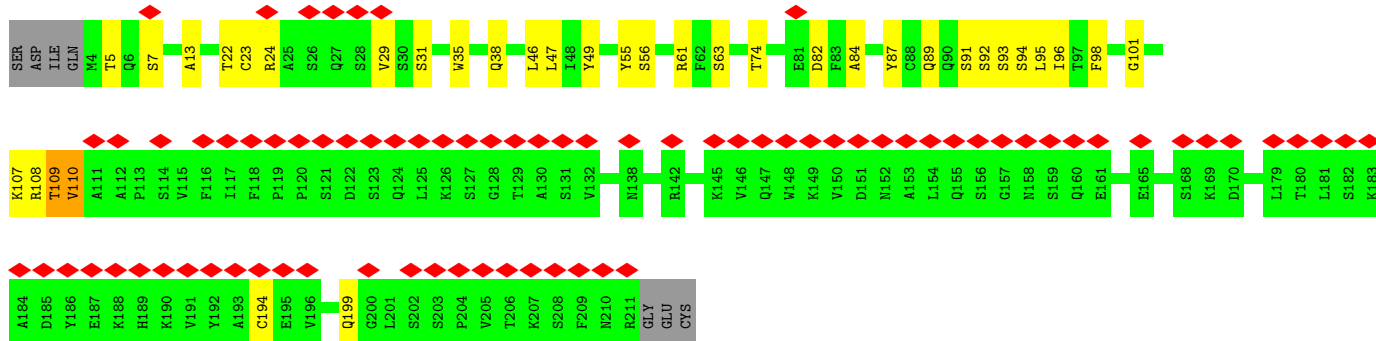 SER ASP ILE GLN M4 T5 Q6 S7 A13 T22 C23 R24 A25 S26 Q27 S28 V29 S30 S31 W35 Q38 L46 L47 I48 Y49 Y55 S56 R61 F62 S63 T74 E81 D82 F83 A84 Y87 C88 Q89 Q90 S91 S92 S93 S94 L95 I96 T97 F98 G101
K107 R108 T109 V110 A111 A112 P113 S114 V115 F116 I117 F118 P119 P120 S121 D122 S123 Q124 L125 K126 S127 G128 T129 A130 S131 V132 N138 R142 K145 V146 Q147 W148 K149 V150 D151 N152 A153 L154 Q155 S156 G157 N158 S159 Q160 E161 E165 S168 K169 D170 L179 T180 L181 S182 K183
A184 D185 Y186 E187 K188 H189 K190 V191 Y192 A193 C194 E195 V196 Q199 G200 L201 S202 S203 P204 V205 T206 K207 S208 F209 N210 R211 GLY GLU CYS